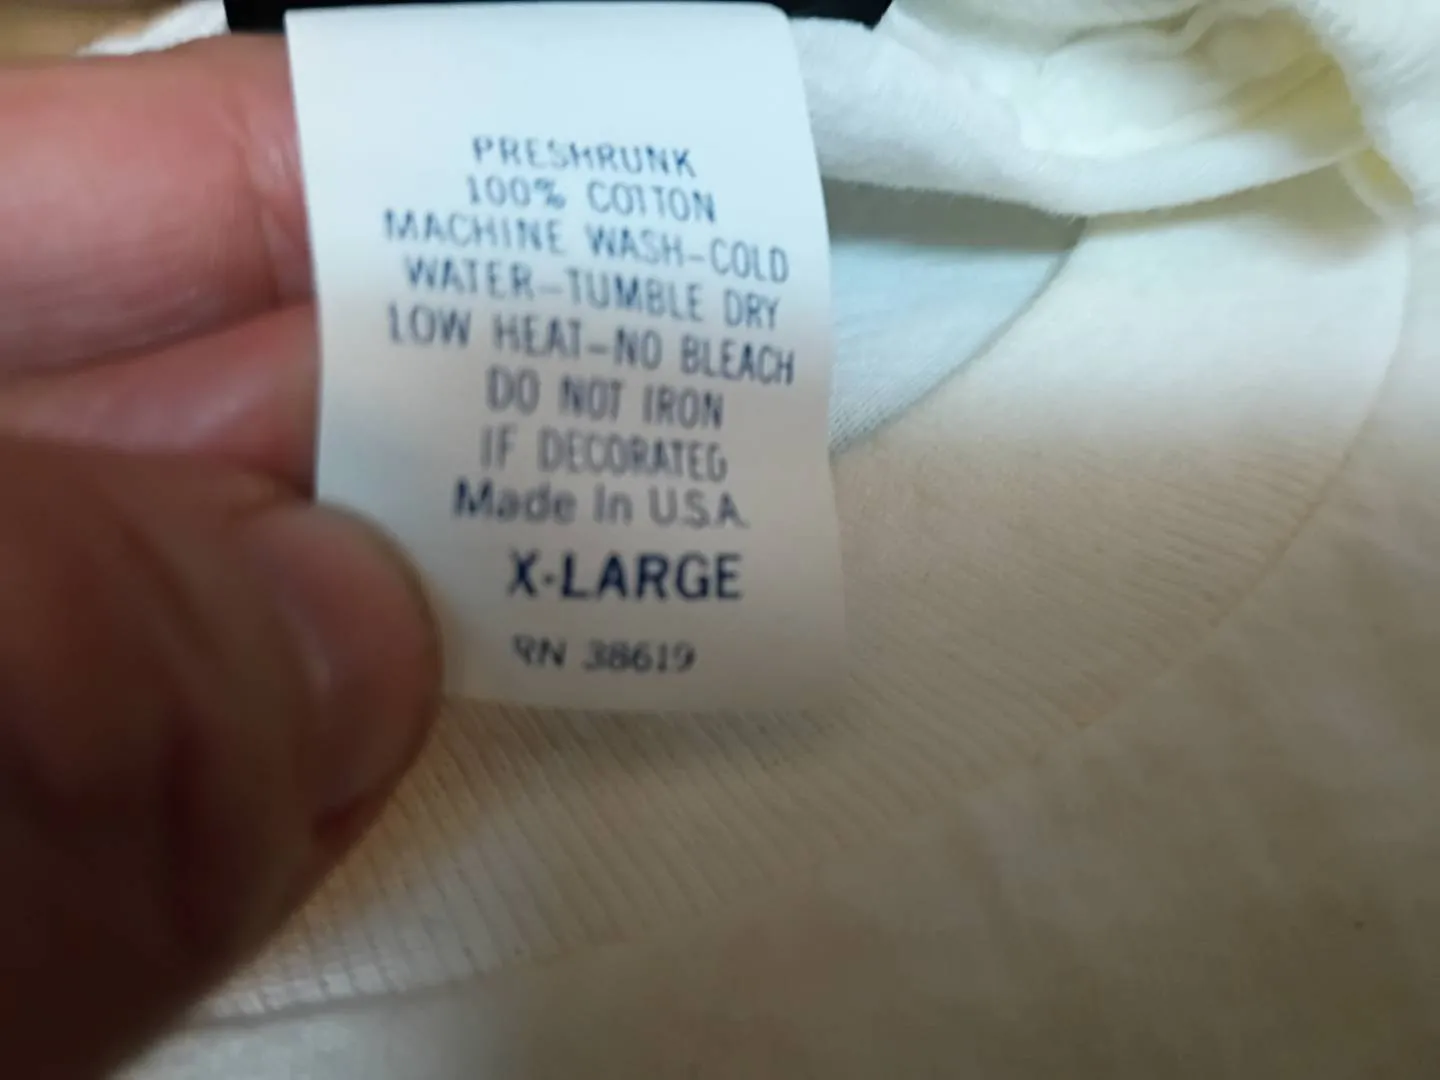 PRESHRUNK
100% COTTON
MACHINE WASH-COLD
WATER-TUMBLE DRY
LOW HEAT-NO BLEACH
DO NOT IRON
IF DECORATED
Made In U.S.A.
X-LARGE
RN 38619